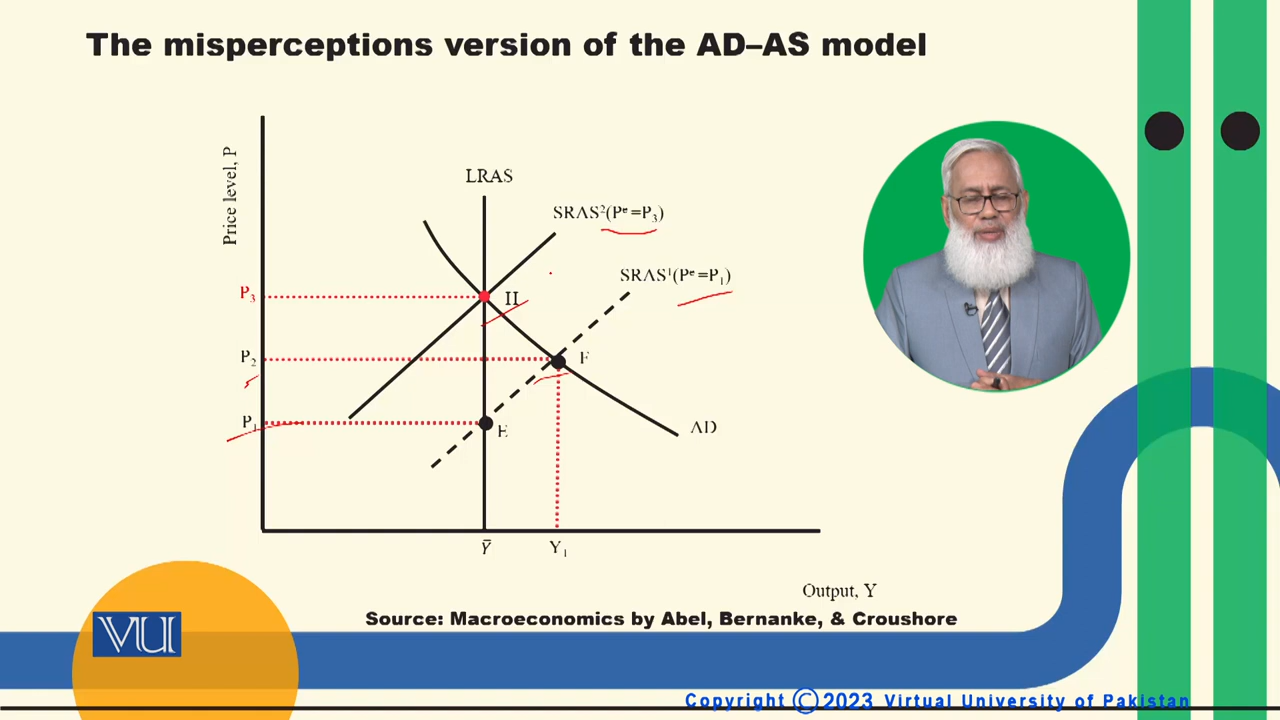 The misperceptions version of the AD–AS model
Price level, P
LRAS
SRAS²(Pᵉ=P₃)
SRAS¹(Pᵉ=P₁)
P₃
H
P₂
F
P₁
E
AD
Ȳ
Y₁
Output, Y
Source: Macroeconomics by Abel, Bernanke, & Croushore
VU
Copyright Ⓒ 2023 Virtual University of Pakistan